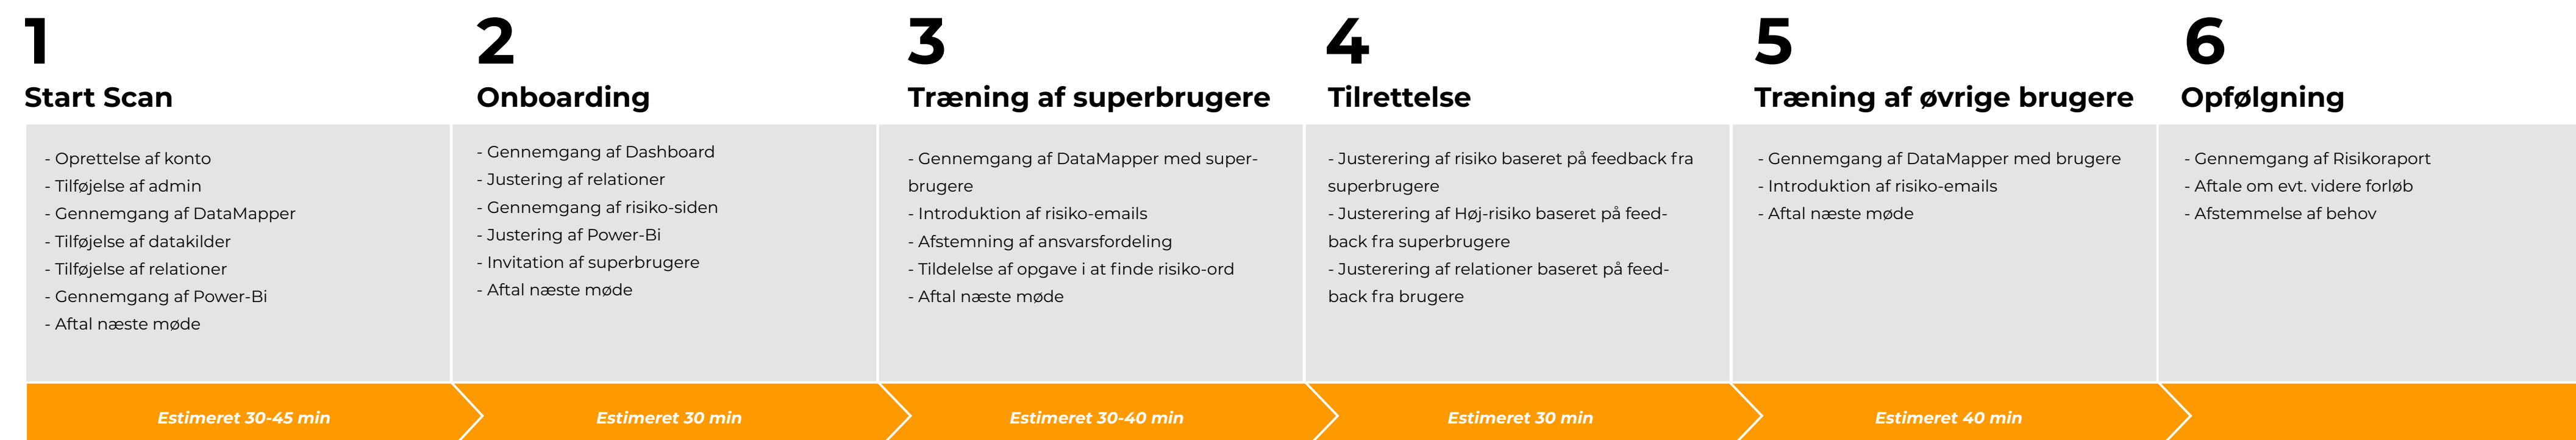 1
Start Scan
- Oprettelse af konto
- Tilføjelse af admin
- Gennemgang af DataMapper
- Tilføjelse af datakilder
- Tilføjelse af relationer
- Gennemgang af Power-Bi
- Aftal næste møde
Estimeret 30-45 min
2
Onboarding
- Gennemgang af Dashboard
- Justering af relationer
- Gennemgang af risiko-siden
- Justering af Power-Bi
- Invitation af superbrugere
- Aftal næste møde
Estimeret 30 min
3
Træning af superbrugere
- Gennemgang af DataMapper med super-
brugere
- Introduktion af risiko-emails
- Afstemning af ansvarsfordeling
- Tildelelse af opgave i at finde risiko-ord
- Aftal næste møde
Estimeret 30-40 min
4
Tilrettelse
- Justerering af risiko baseret på feedback fra
superbrugere
- Justerering af Høj-risiko baseret på feed-
back fra superbrugere
- Justerering af relationer baseret på feed-
back fra brugere
Estimeret 30 min
5
Træning af øvrige brugere
- Gennemgang af DataMapper med brugere
- Introduktion af risiko-emails
- Aftal næste møde
Estimeret 40 min
6
Opfølgning
- Gennemgang af Risikoraport
- Aftale om evt. videre forløb
- Afstemmelse af behov